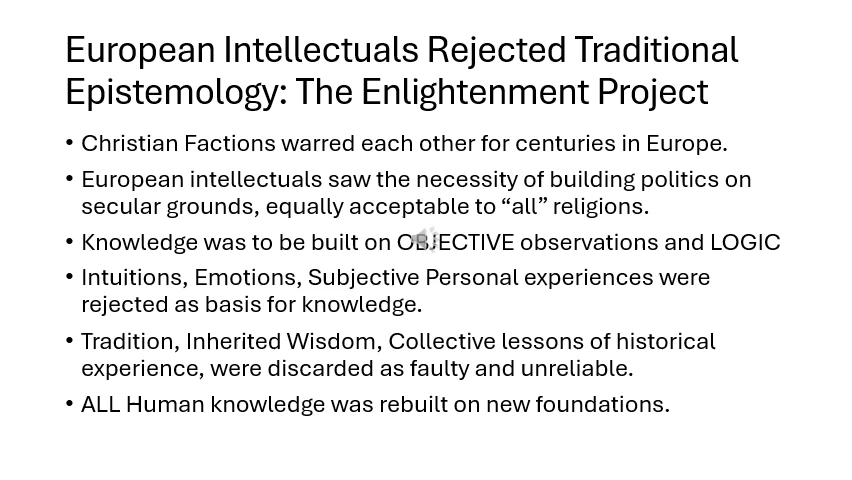 European Intellectuals Rejected Traditional
Epistemology: The Enlightenment Project
• Christian Factions warred each other for centuries in Europe.
• European intellectuals saw the necessity of building politics on
secular grounds, equally acceptable to “all” religions.
• Knowledge was to be built on OBJECTIVE observations and LOGIC
• Intuitions, Emotions, Subjective Personal experiences were
rejected as basis for knowledge.
• Tradition, Inherited Wisdom, Collective lessons of historical
experience, were discarded as faulty and unreliable.
• ALL Human knowledge was rebuilt on new foundations.